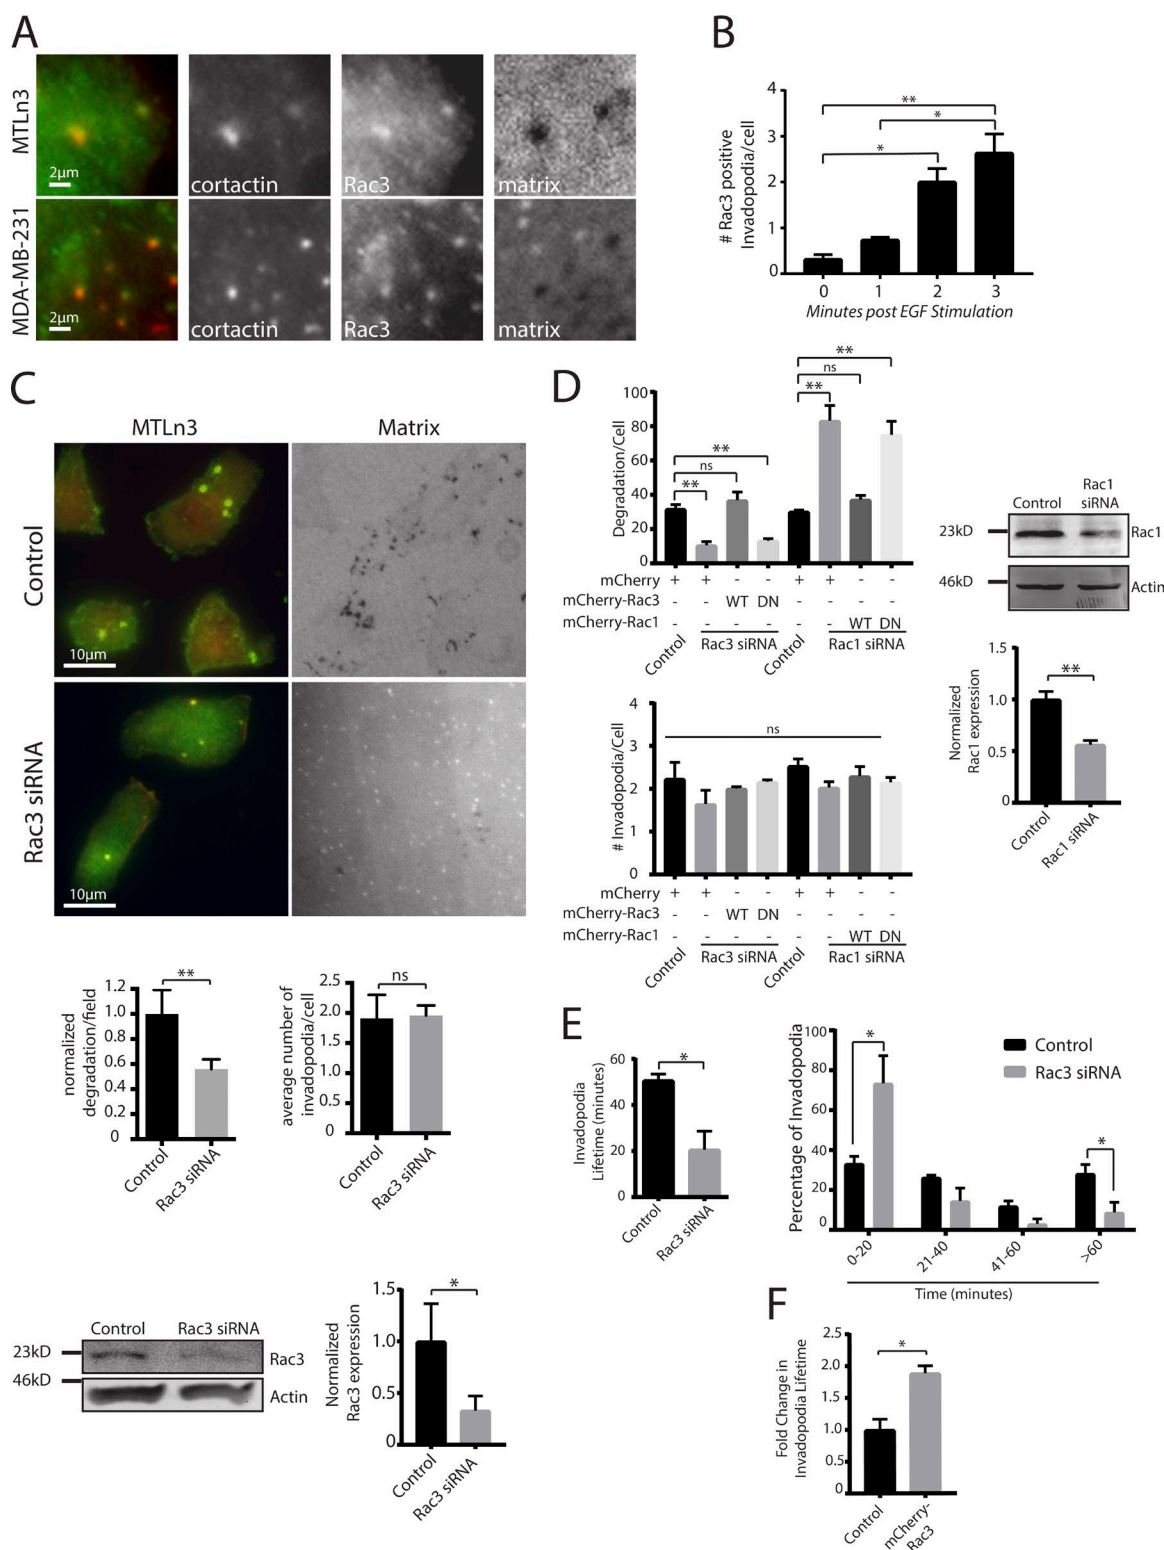 A
MTLn3
2µm
cortactin
Rac3
matrix
MDA-MB-231
2µm
cortactin
Rac3
matrix
B
# Rac3 positive
Invadopodia/cell
4
3
2
1
0
**
*
*
0 1 2 3
Minutes post EGF Stimulation
C
MTLn3 Matrix
Control
10µm
Rac3 siRNA
10µm
normalized
degradation/field
1.2
1.0
0.8
0.6
0.4
0.2
0
**
Control Rac3 siRNA
average number of
invadopodia/cell
2.5
2.0
1.5
1.0
0.5
0
ns
Control Rac3 siRNA
Control Rac3 siRNA
23kD Rac3
46kD Actin
Normalized
Rac3 expression
1.5
1.0
0.5
0
*
Control Rac3 siRNA
D
Degradation/Cell
100
80
60
40
20
0
** ns ** ** ns **
mCherry + + - - + + - -
mCherry-Rac3 - - WT DN - - - -
mCherry-Rac1 - - - - - - WT DN
Control Rac3 siRNA Control Rac1 siRNA
Control Rac1 siRNA
23kD Rac1
46kD Actin
Normalized
Rac1 expression
1.5
1.0
0.5
0
**
Control Rac1 siRNA
# Invadopodia/Cell
4
3
2
1
0
ns
mCherry + + - - + + - -
mCherry-Rac3 - - WT DN - - - -
mCherry-Rac1 - - - - - - WT DN
Control Rac3 siRNA Control Rac1 siRNA
E
Invadopodia
Lifetime (minutes)
60
40
20
0
*
Control Rac3 siRNA
Percentage of Invadopodia
100
80
60
40
20
0
*
*
Control
Rac3 siRNA
0-20 21-40 41-60 >60
Time (minutes)
F
Fold Change in
Invadopodia Lifetime
2.5
2.0
1.5
1.0
0.5
0
*
Control mCherry-
Rac3